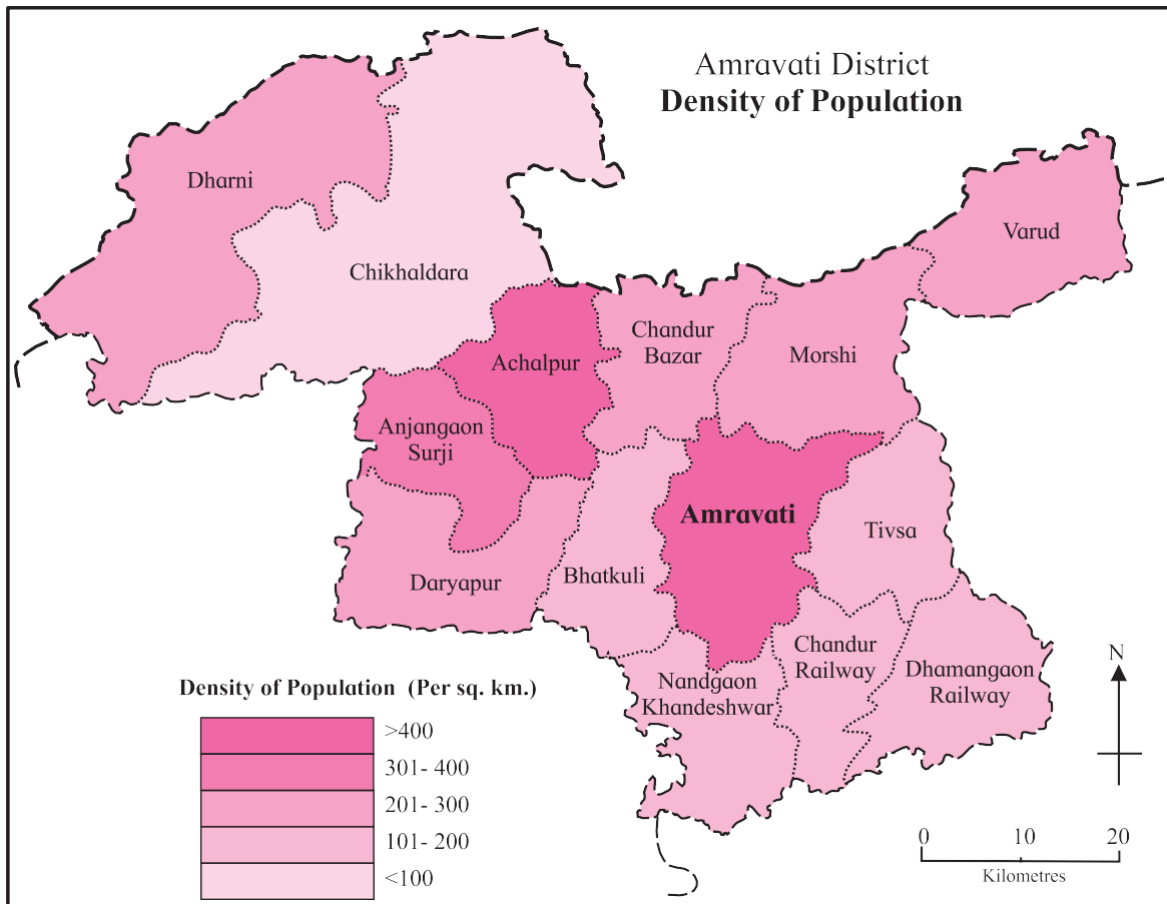 Amravati District
Density of Population
Dharni
Varud
Chikhaldara
Chandur
Bazar
Morshi
Achalpur
Anjangaon
Surji
Amravati
Tivsa
Bhatkuli
Daryapur
Chandur
Railway
Dhamangaon
Railway
Nandgaon
Khandeshwar
N
Density of Population (Per sq. km.)
>400
301- 400
201- 300
101- 200
<100
0 10 20
Kilometres